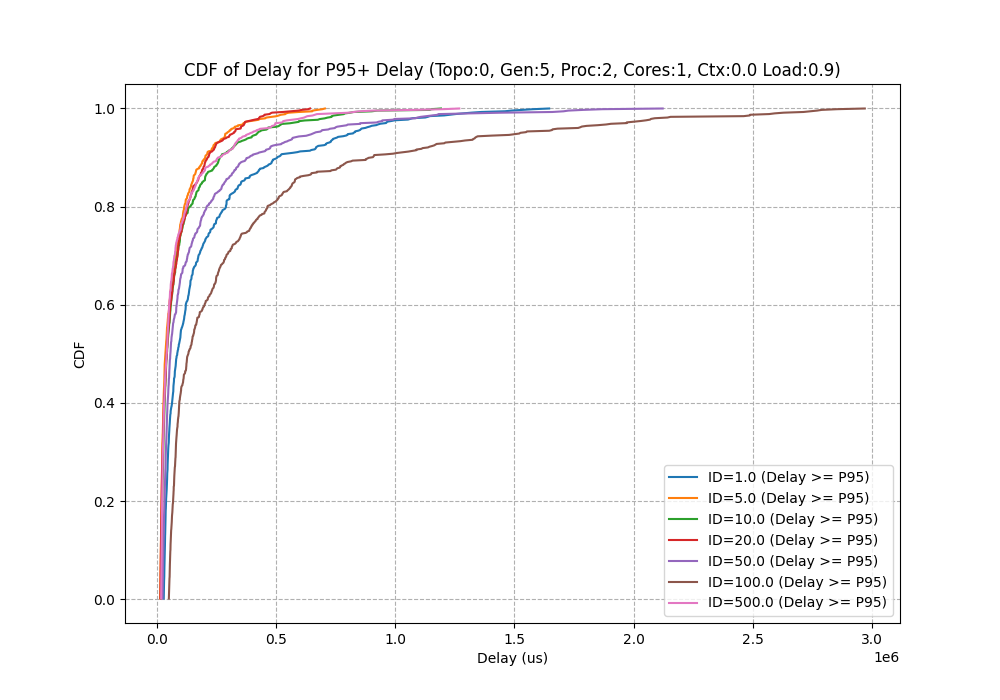 CDF of Delay for P95+ Delay (Topo:0, Gen:5, Proc:2, Cores:1, Ctx:0.0 Load:0.9)
1.0
0.8
0.6
0.4
0.2
0.0
CDF
ID=1.0 (Delay >= P95)
ID=5.0 (Delay >= P95)
ID=10.0 (Delay >= P95)
ID=20.0 (Delay >= P95)
ID=50.0 (Delay >= P95)
ID=100.0 (Delay >= P95)
ID=500.0 (Delay >= P95)
0.0 0.5 1.0 1.5 2.0 2.5 3.0
1e6
Delay (us)